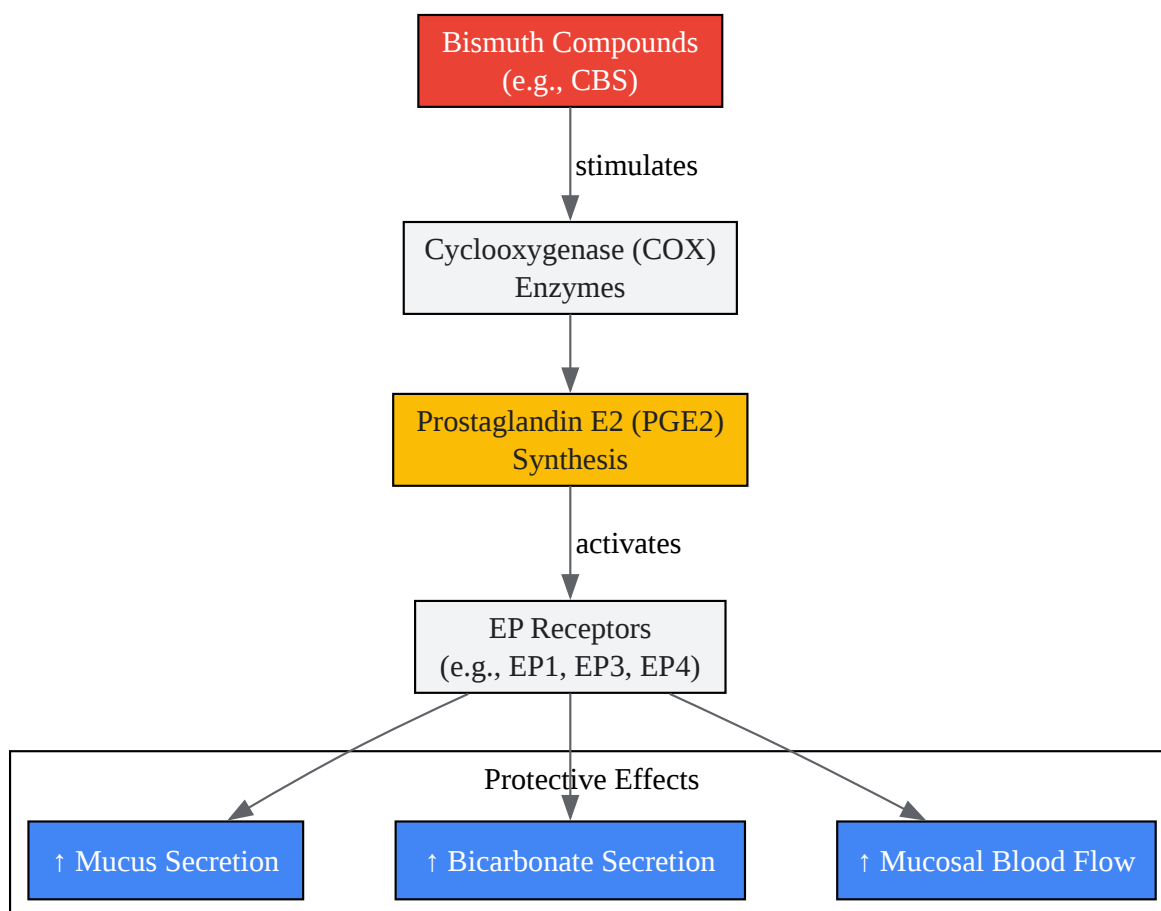 Bismuth Compounds
(e.g., CBS)
stimulates
Cyclooxygenase (COX)
Enzymes
Prostaglandin E2 (PGE2)
Synthesis
activates
EP Receptors
(e.g., EP1, EP3, EP4)
Protective Effects
↑ Mucus Secretion
↑ Bicarbonate Secretion
↑ Mucosal Blood Flow